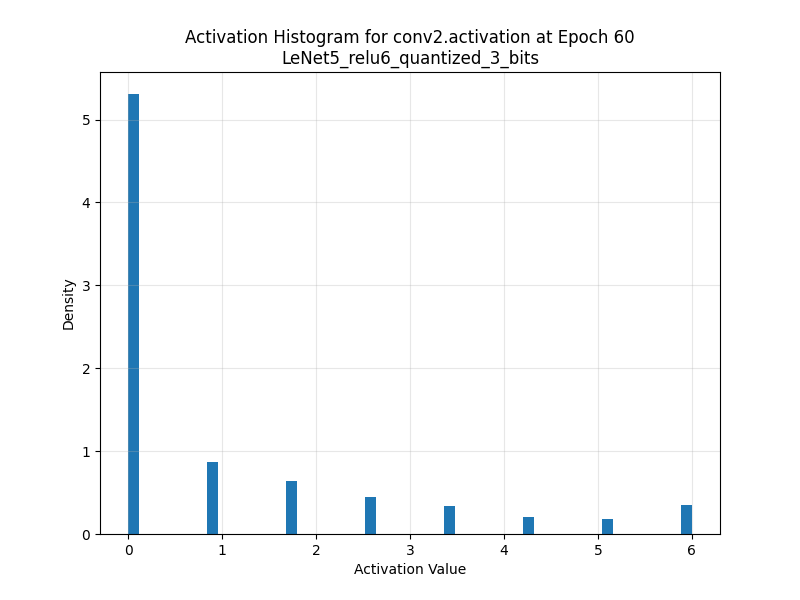 Activation Histogram for conv2.activation at Epoch 60
LeNet5_relu6_quantized_3_bits
Density
5
4
3
2
1
0
0 1 2 3 4 5 6
Activation Value